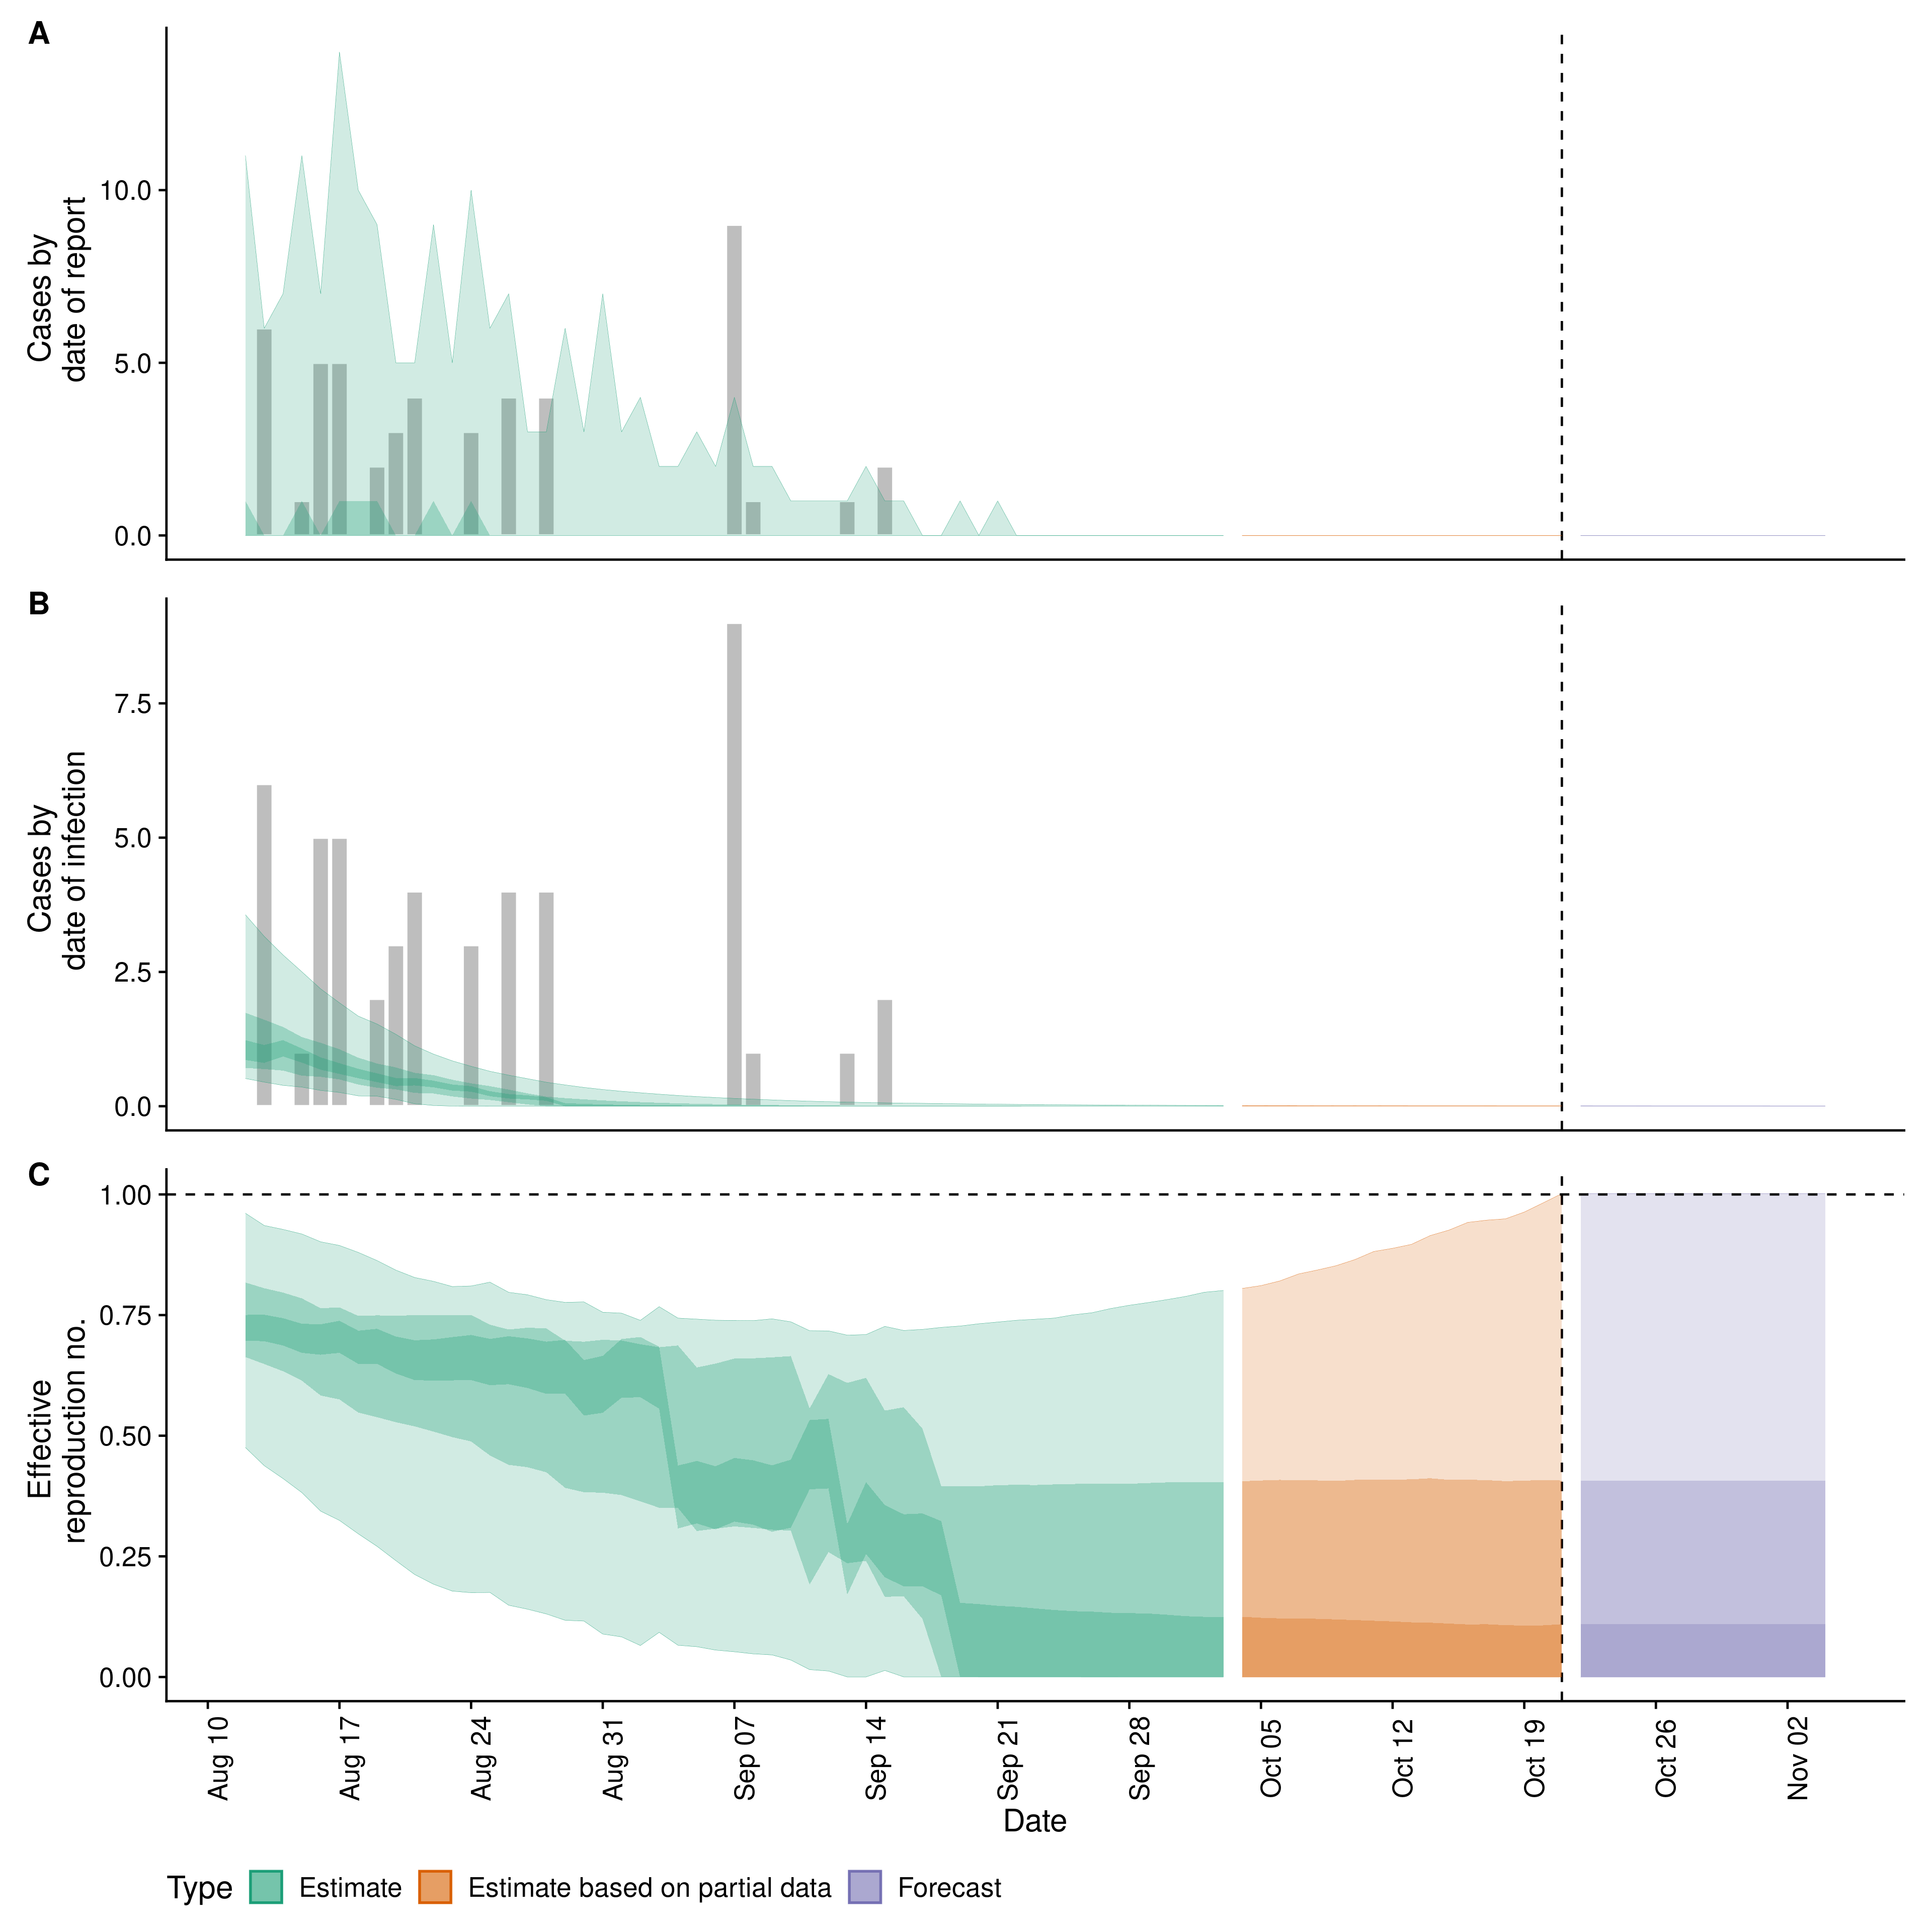 A
Cases by
date of report
10.0
5.0
0.0
B
Cases by
date of infection
7.5
5.0
2.5
0.0
C
Effective
reproduction no.
1.00
0.75
0.50
0.25
0.00
Aug 10
Aug 17
Aug 24
Aug 31
Sep 07
Sep 14
Sep 21
Sep 28
Oct 05
Oct 12
Oct 19
Oct 26
Nov 02
Date
Type Estimate Estimate based on partial data Forecast